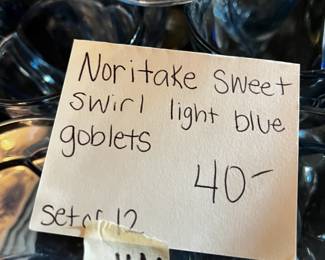 Noritake Sweet
swirl light blue
goblets
40-
set of 12